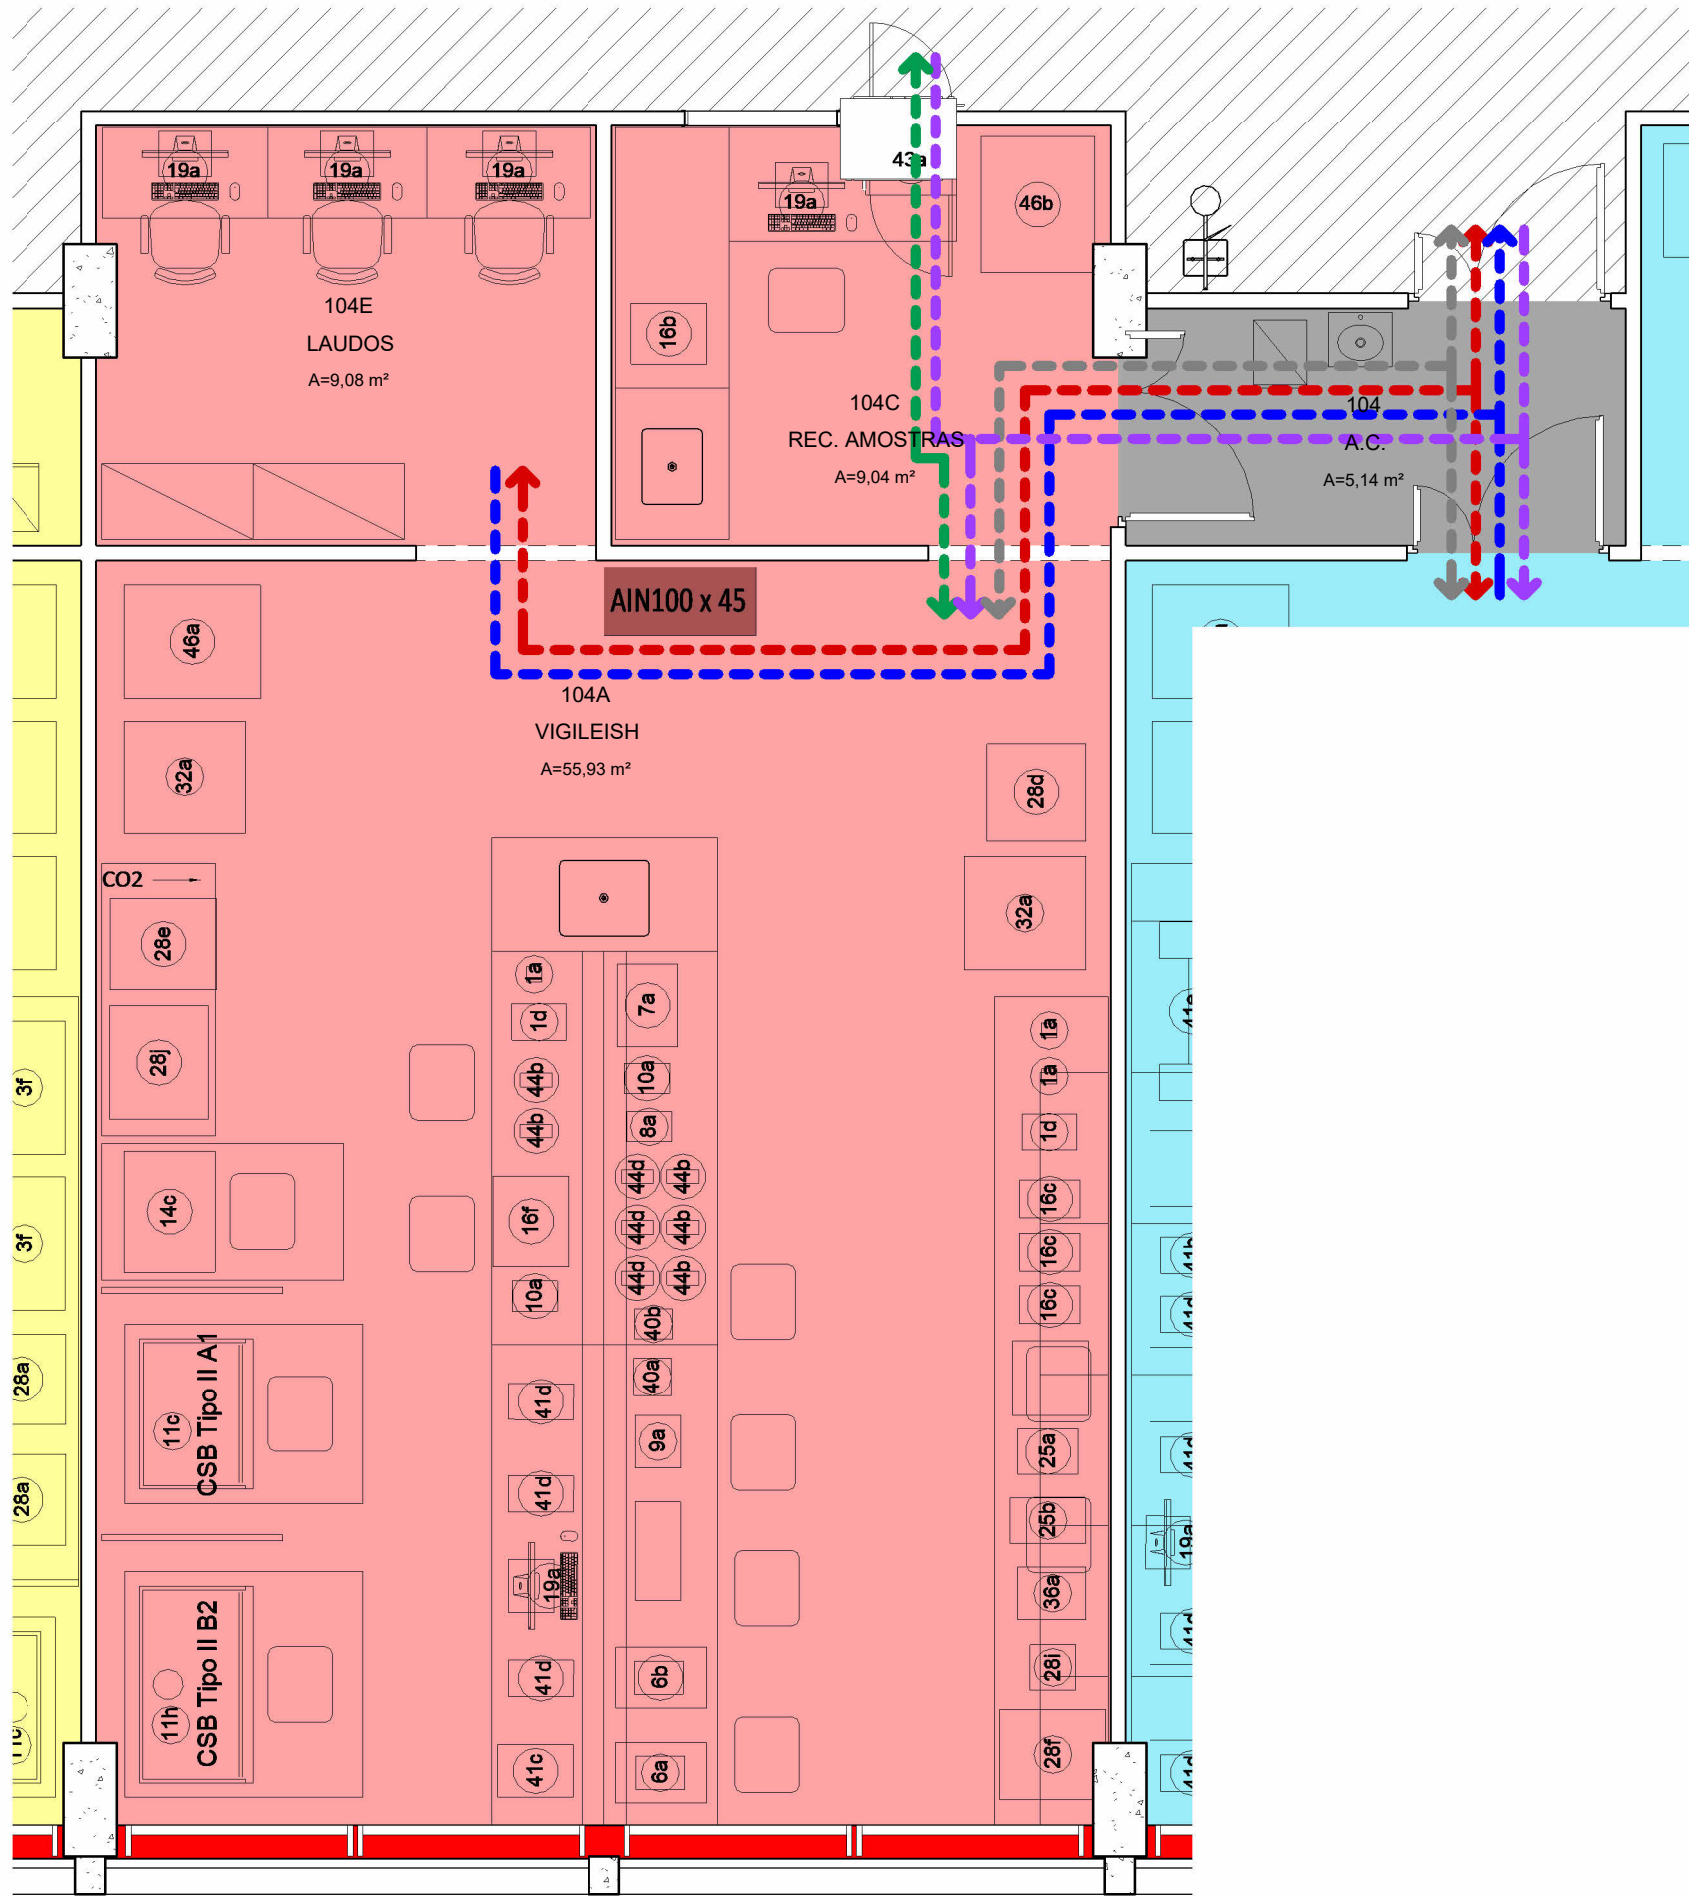 19a
19a
19a
19a
43a
46b
104E
LAUDOS
A=9,08 m²
16b
104C
REC. AMOSTRAS
A=9,04 m²
104
A.C.
A=5,14 m²
AIN100 x 45
46a
104A
VIGILEISH
A=55,93 m²
32a
28d
CO2
32a
28e
1a
7a
1d
1a
28j
44b
10a
1a
3f
44b
8a
1d
44d
44b
14c
16f
16c
3f
44d
44b
16c
44d
44b
10a
16c
40b
CSB Tipo II A1
28a
40a
11c
41d
9a
25a
28a
41d
25b
19a
19a
36a
CSB Tipo II B2
41d
6b
28i
11h
41c
6a
28f